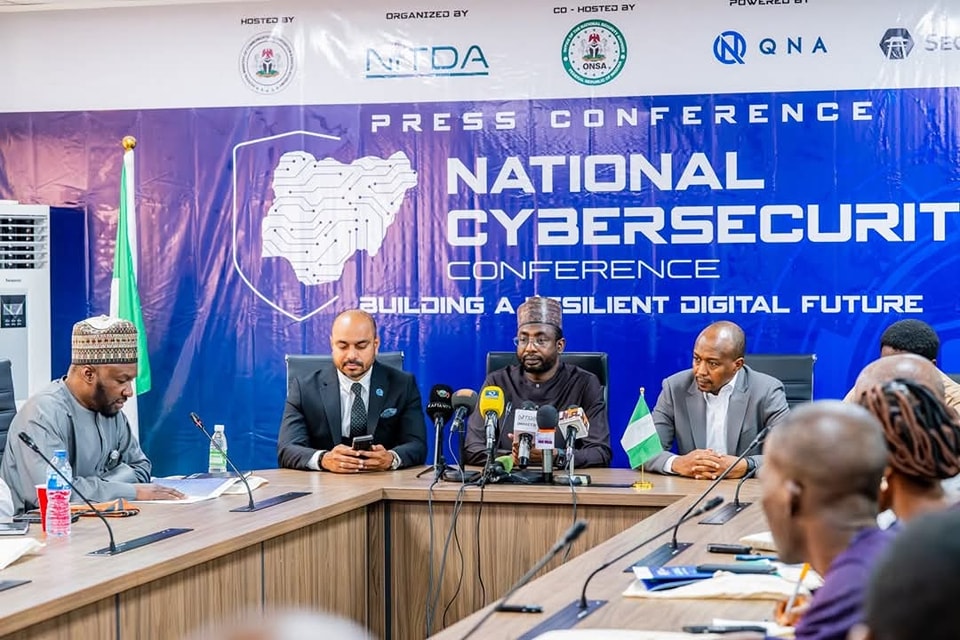 HOSTED BY
ORGANIZED BY
CO - HOSTED BY
POWERED BY
NITDA
ONSA
QNA
PRESS CONFERENCE
NATIONAL
CYBERSECURIT
CONFERENCE
BUILDING A RESILIENT DIGITAL FUTURE